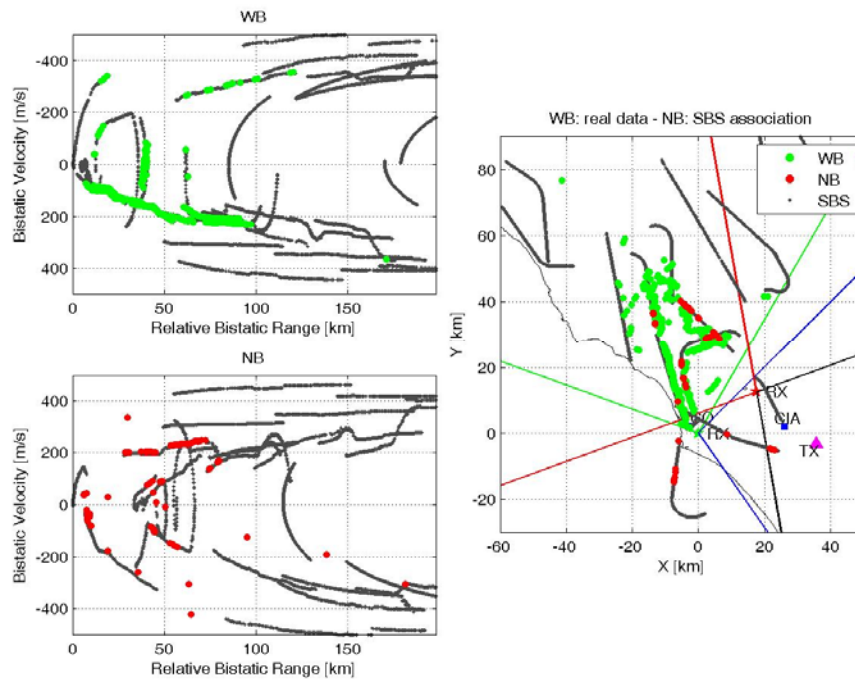 WB
-400
-200
0
200
400
Bistatic Velocity [m/s]
0 50 100 150
Relative Bistatic Range [km]
NB
400
200
0
-200
-400
Bistatic Velocity [m/s]
0 50 100 150
Relative Bistatic Range [km]
WB: real data - NB: SBS association
WB
NB
SBS
80
60
40
20
0
-20
Y [km]
RX
CIA
RX
TX
-60 -40 -20 0 20 40
X [km]